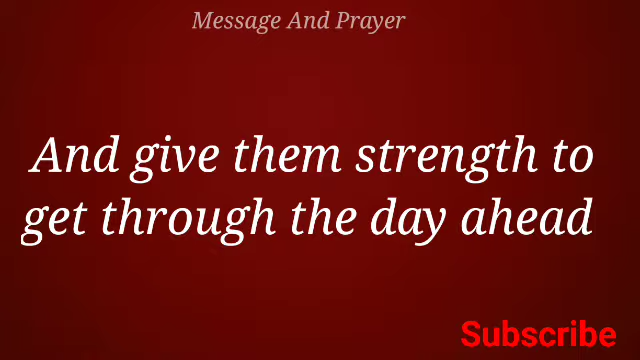 Message And Prayer
And give them strength to
get through the day ahead
Subscribe